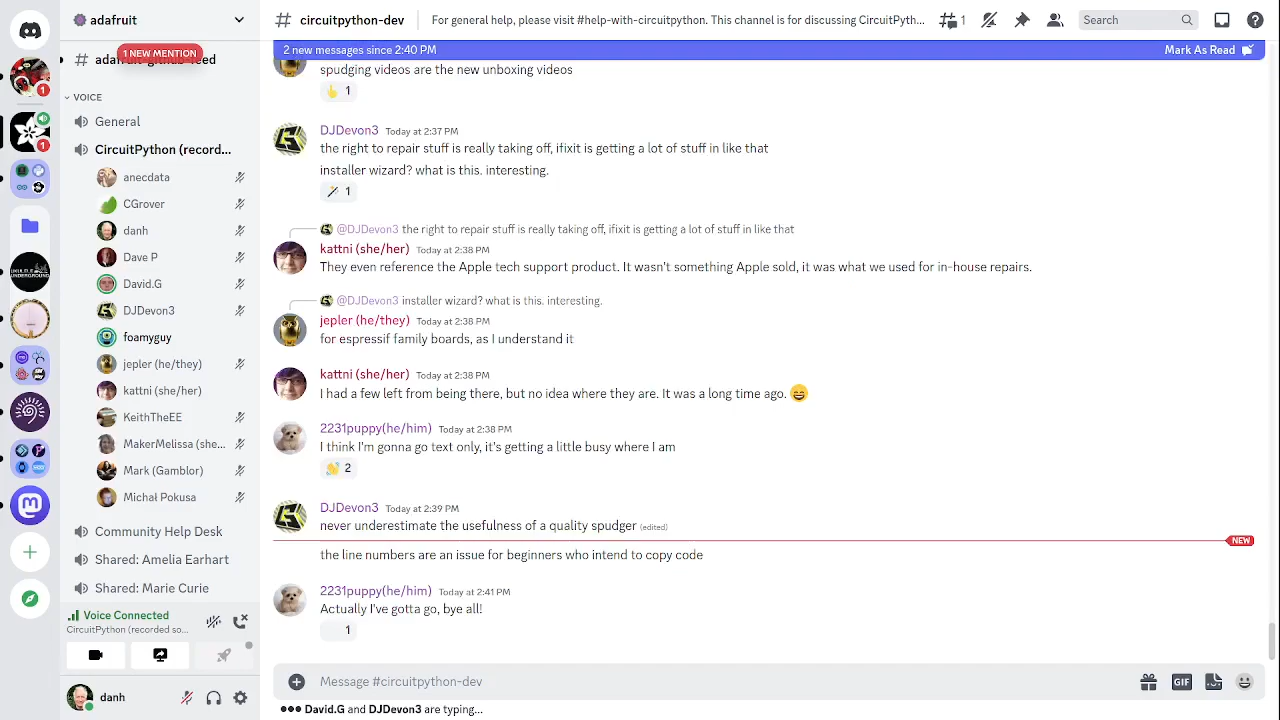 adafruit
1 NEW MENTION
VOICE
General
CircuitPython (record...
anecdata
CGrover
danh
Dave P
David.G
DJDevon3
foamyguy
jepler (he/they)
kattni (she/her)
KeithTheEE
MakerMelissa (she...
Mark (Gamblor)
Michał Pokusa
Community Help Desk
Shared: Amelia Earhart
Shared: Marie Curie
Voice Connected
CircuitPython (recorded so...
danh
# circuitpython-dev
For general help, please visit #help-with-circuitpython. This channel is for discussing CircuitPyth...
1
Search
2 new messages since 2:40 PM
Mark As Read
spudging videos are the new unboxing videos
1
DJDevon3 Today at 2:37 PM
the right to repair stuff is really taking off, ifixit is getting a lot of stuff in like that
installer wizard? what is this. interesting.
1
@DJDevon3 the right to repair stuff is really taking off, ifixit is getting a lot of stuff in like that
kattni (she/her) Today at 2:38 PM
They even reference the Apple tech support product. It wasn't something Apple sold, it was what we used for in-house repairs.
@DJDevon3 installer wizard? what is this. interesting.
jepler (he/they) Today at 2:38 PM
for espressif family boards, as I understand it
kattni (she/her) Today at 2:38 PM
I had a few left from being there, but no idea where they are. It was a long time ago. 😄
2231puppy(he/him) Today at 2:38 PM
I think I'm gonna go text only, it's getting a little busy where I am
2
DJDevon3 Today at 2:39 PM
never underestimate the usefulness of a quality spudger (edited)
NEW
the line numbers are an issue for beginners who intend to copy code
2231puppy(he/him) Today at 2:41 PM
Actually I've gotta go, bye all!
1
Message #circuitpython-dev
GIF
David.G and DJDevon3 are typing...